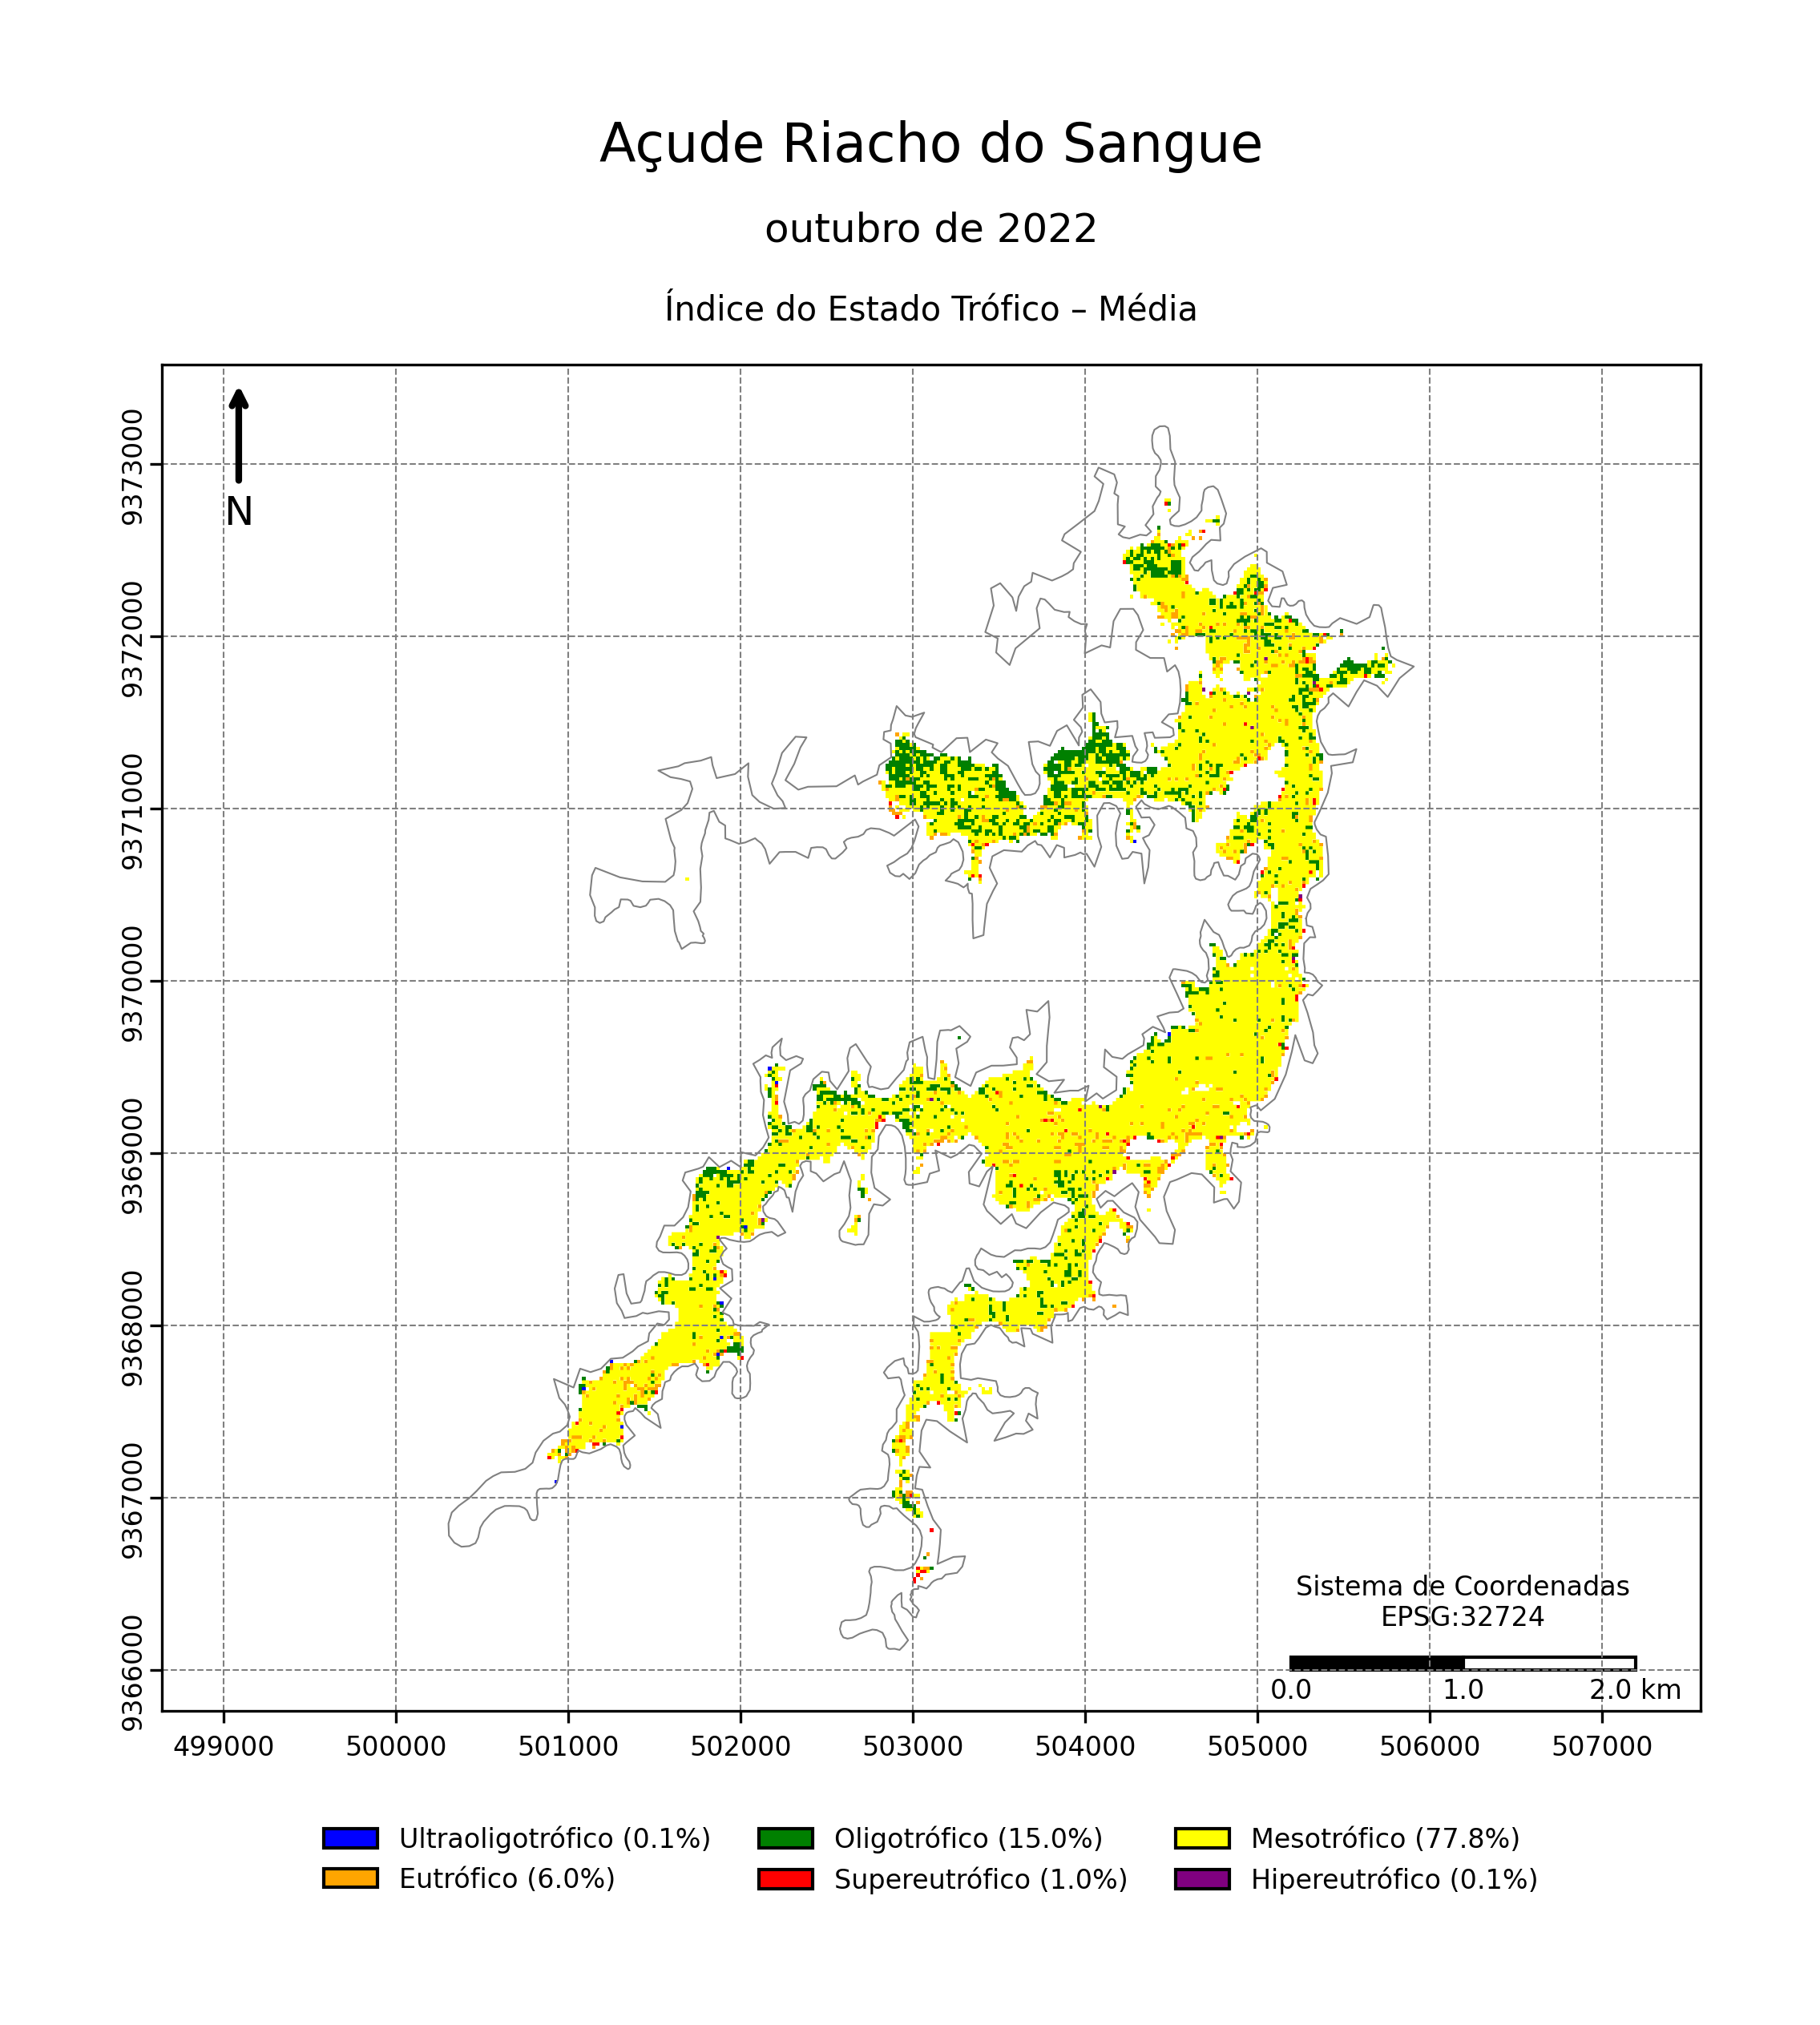 Açude Riacho do Sangue
outubro de 2022
Índice do Estado Trófico – Média
N
9373000
9372000
9371000
9370000
9369000
9368000
9367000
9366000
Sistema de Coordenadas
EPSG:32724
0.0 1.0 2.0 km
499000 500000 501000 502000 503000 504000 505000 506000 507000
Ultraoligotrófico (0.1%) Oligotrófico (15.0%) Mesotrófico (77.8%)
Eutrófico (6.0%) Supereutrófico (1.0%) Hipereutrófico (0.1%)